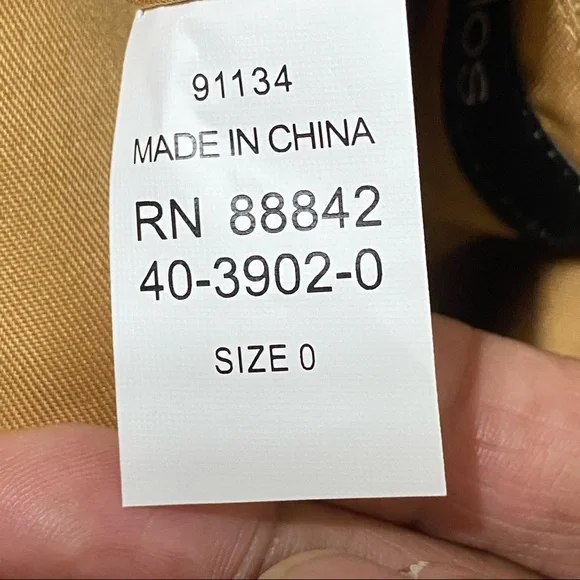 91134
MADE IN CHINA
RN 88842
40-3902-0
SIZE 0